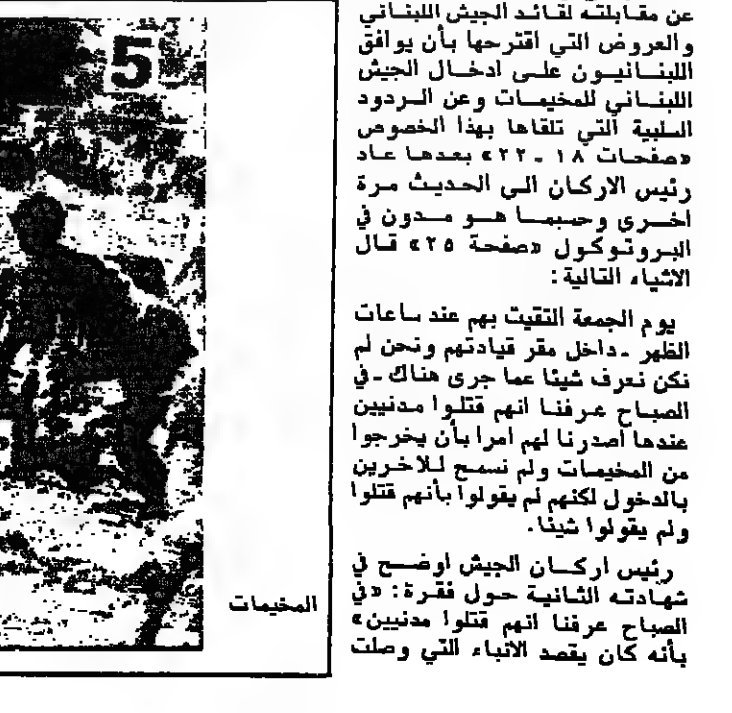 عن مقابلته لقائد الجيش اللبناني
والعروض التي اقترحها بأن يوافق
اللبنانيون على ادخال الجيش
اللبناني للمخيمات وعن الردود
السلبية التي تلقاها بهذا الخصوص
«صفحات ١٨ ـ ٢٢» بعدها عاد
رئيس الاركان الى الحديث مرة
اخرى وحسبما هو مدون في
البروتوكول «صفحة ٢٥» قال
الاشياء التالية:
يوم الجمعة التقيت بهم عند ساعات
الظهر ـ داخل مقر قيادتهم ونحن لم
نكن نعرف شيئا عما جرى هناك ـ في
الصباح عرفنا انهم قتلوا مدنيين
عندها أصدرنا لهم امرا بأن يخرجوا
من المخيمات ولم نسمح للآخرين
بالدخول لكنهم لم يقولوا بأنهم قتلوا
ولم يقولوا شيئا.
رئيس اركان الجيش اوضح في
شهادته الثانية حول فقرة: «في
الصباح عرفنا انهم قتلوا مدنيين»
بأنه كان يقصد الانباء التي وصلت
5
المخيمات